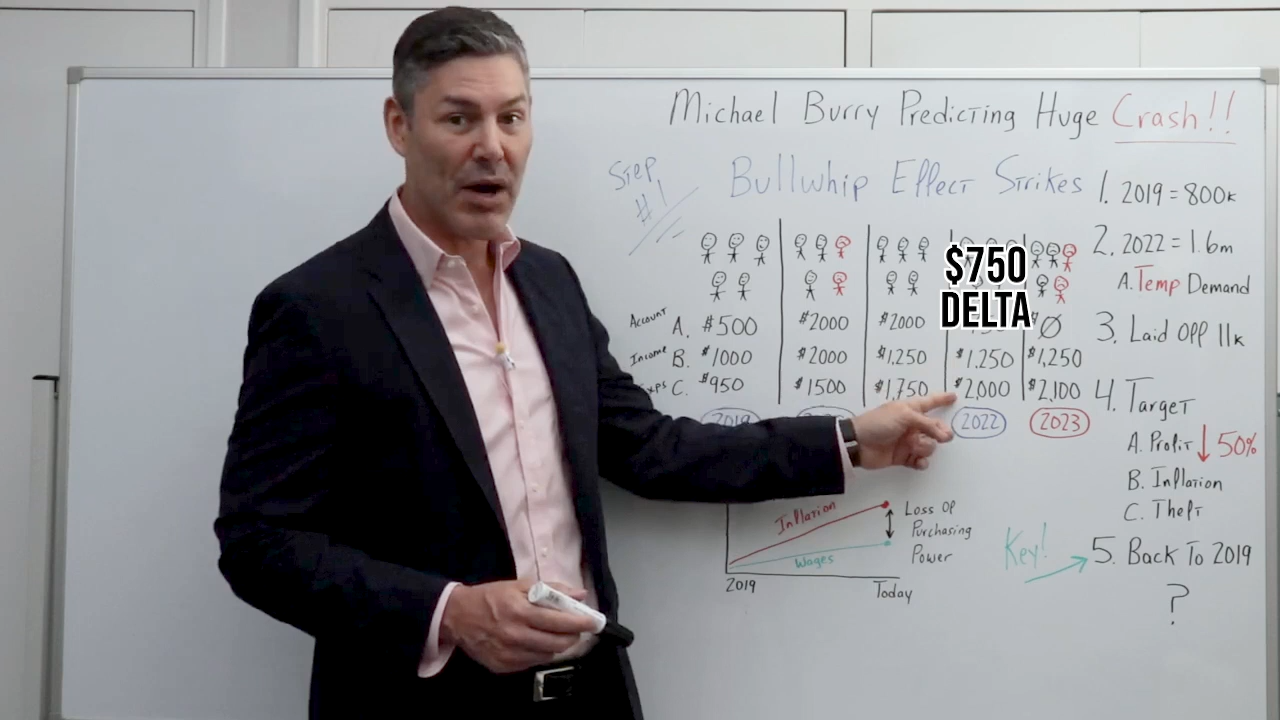 Michael Burry Predicting Huge Crash!!
Step #1
Bullwhip Effect Strikes
$750
DELTA
Account A. $500 $2000 $2000 Ø
Income B. $1000 $2000 $1,250 $1,250 $1,250
C. $950 $1500 $1,750 $2,000 $2,100
2019 2022 2023
Inflation
Wages
2019 Today
Loss Of
Purchasing
Power
Key!
1. 2019 = 800k
2. 2022 = 1.6m
A. Temp Demand
3. Laid Off 11k
4. Target
A. Profit ↓ 50%
B. Inflation
C. Theft
5. Back To 2019
?